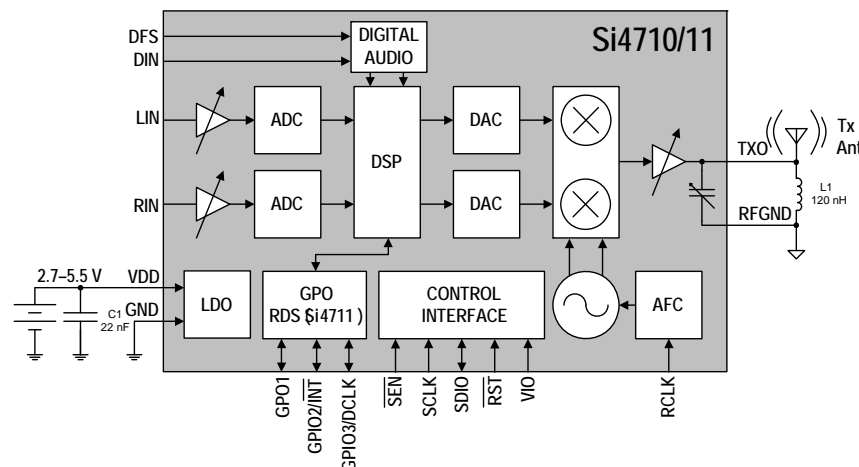 Si4710/11
DFS
DIN
DIGITAL
AUDIO
LIN
ADC
DSP
DAC
RIN
ADC
DAC
TXO
Tx
Ant
RFGND
L1
120 nH
2.7–5.5 V
VDD
GND
C1
22 nF
LDO
GPO
RDS (Si4711)
CONTROL
INTERFACE
AFC
GPO1
GPIO2/INT
GPIO3/DCLK
SEN
SCLK
SDIO
RST
VIO
RCLK